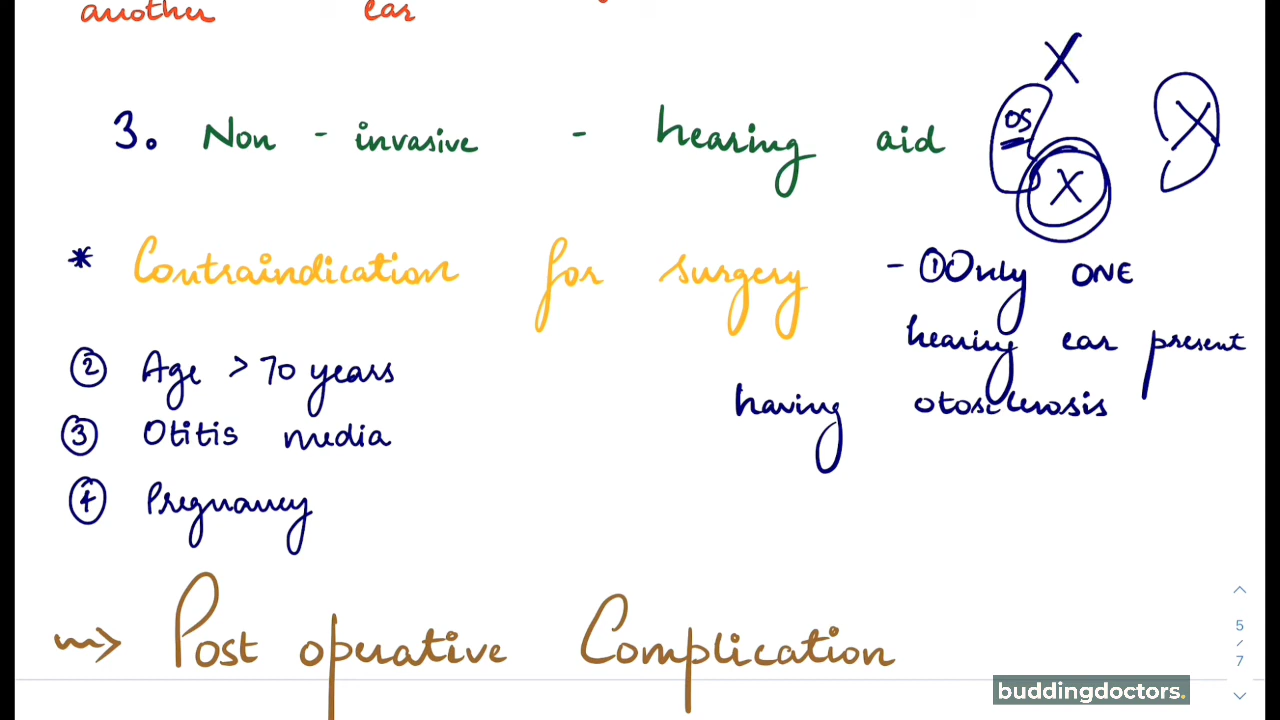 another ear
X
OS
X
X
3. Non - invasive - hearing aid
* Contraindication for surgery - ① Only ONE
hearing ear present
having otosclerosis
② Age > 70 years
③ Otitis media
④ Pregnancy
⇝ Post operative Complication
5
/
7
buddingdoctors.